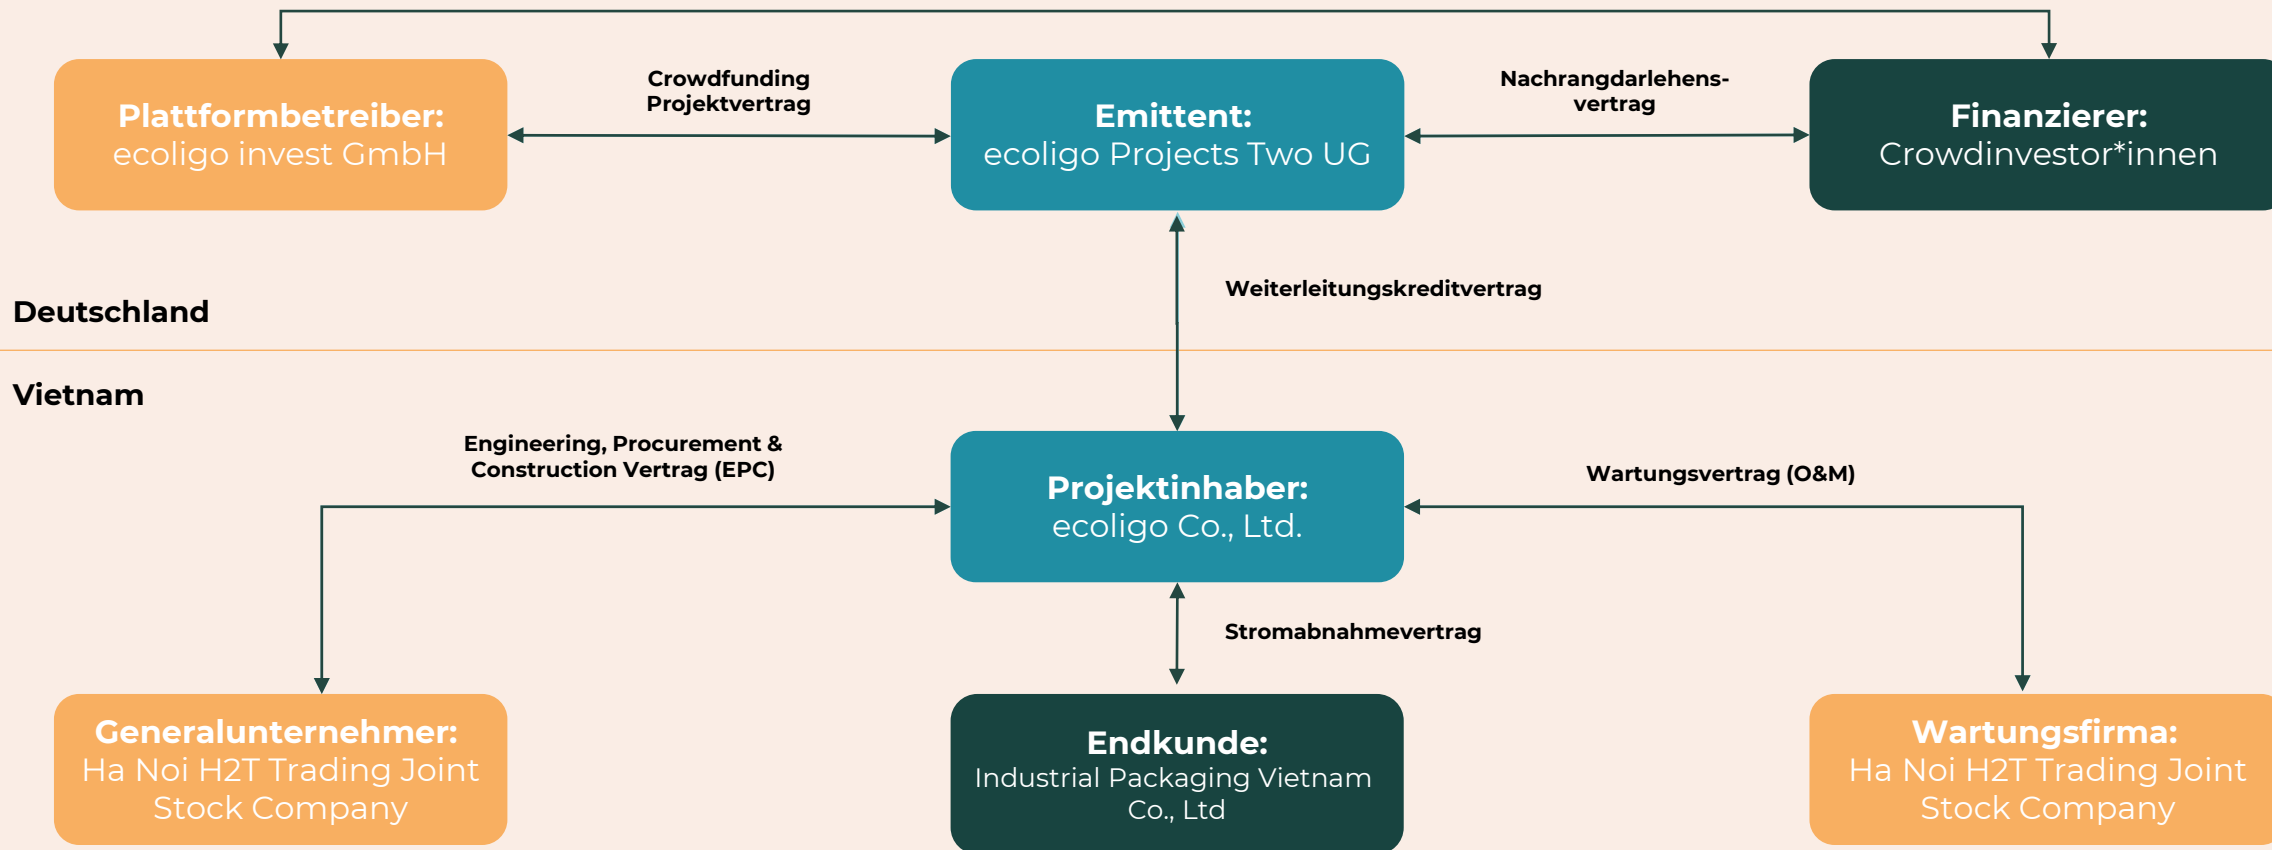 Crowdfunding
Projektvertrag
Nachrangdarlehens-
vertrag
Plattformbetreiber:
ecoligo invest GmbH
Emittent:
ecoligo Projects Two UG
Finanzierer:
Crowdinvestor*innen
Weiterleitungskreditvertrag
Deutschland
Vietnam
Engineering, Procurement &
Construction Vertrag (EPC)
Wartungsvertrag (O&M)
Projektinhaber:
ecoligo Co., Ltd.
Stromabnahmevertrag
Generalunternehmer:
Ha Noi H2T Trading Joint
Stock Company
Endkunde:
Industrial Packaging Vietnam
Co., Ltd
Wartungsfirma:
Ha Noi H2T Trading Joint
Stock Company